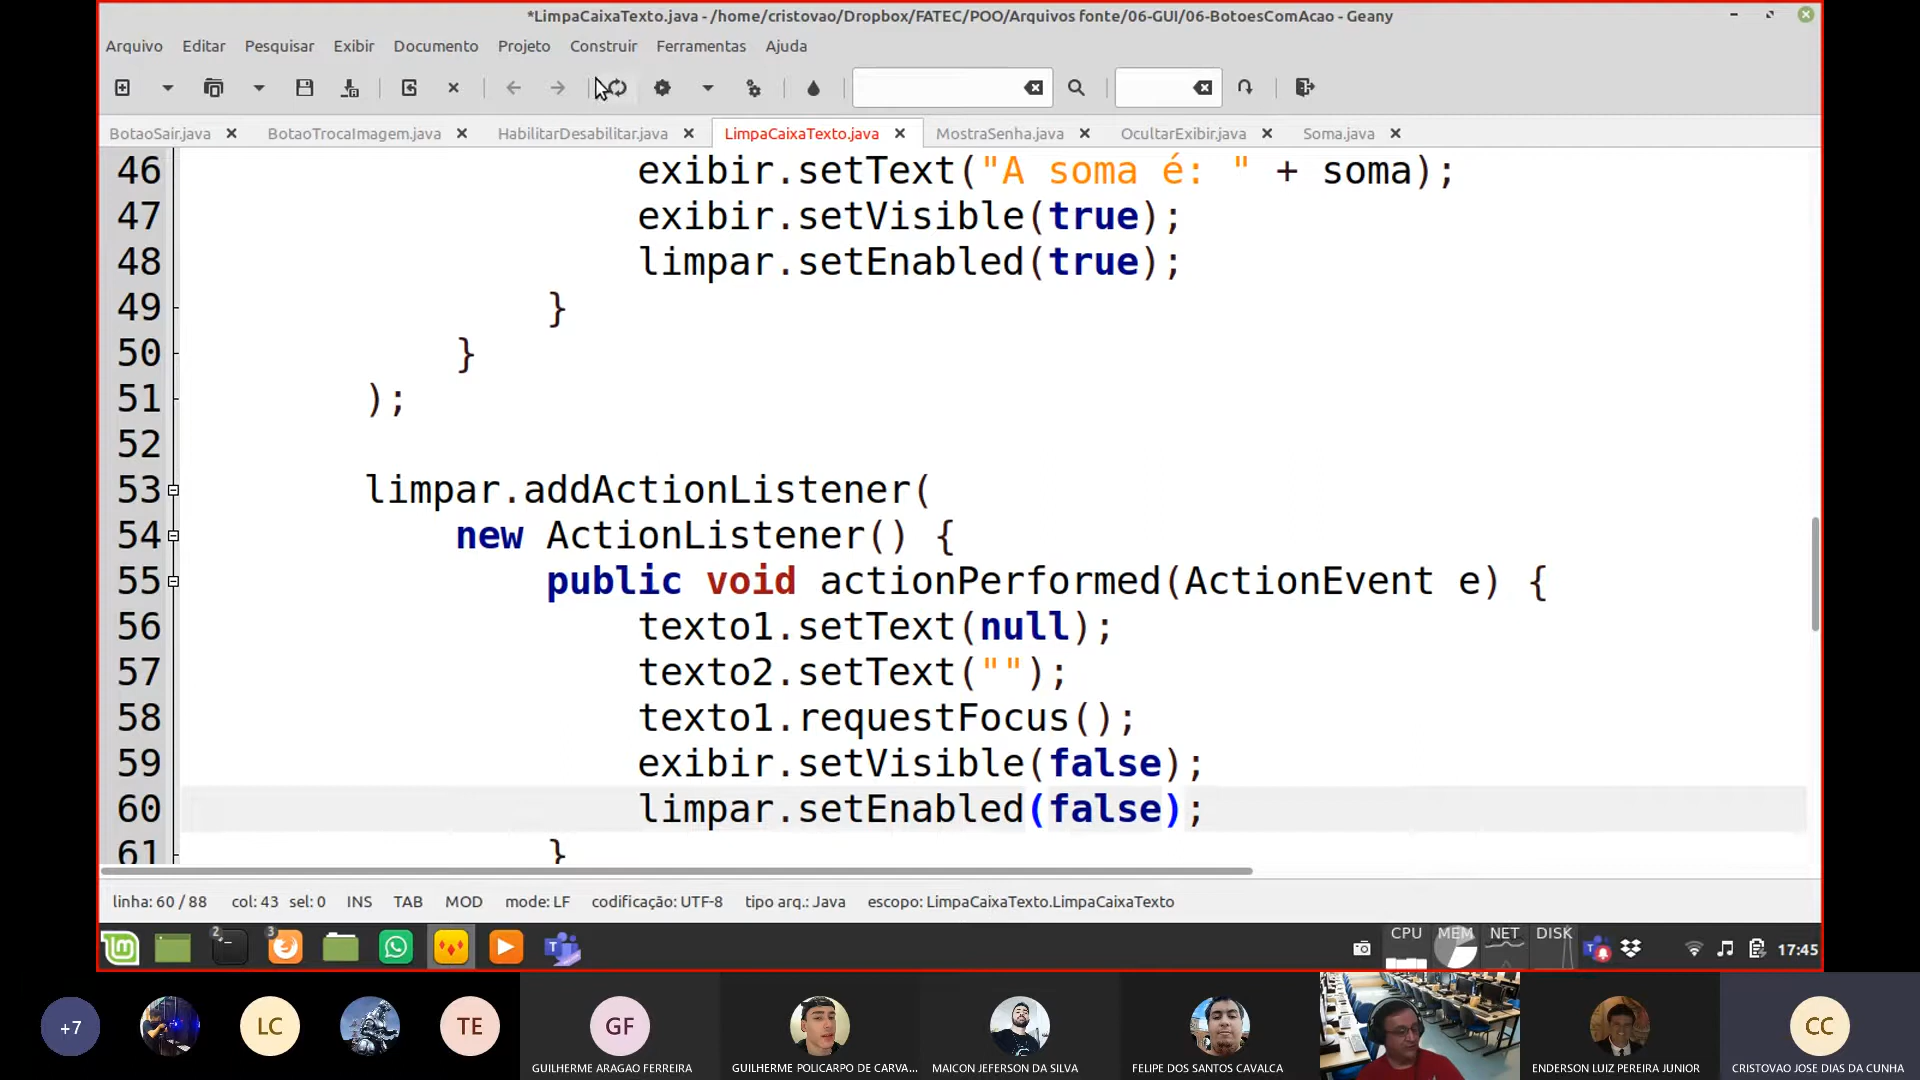 *LimpaCaixaTexto.java - /home/cristovao/Dropbox/FATEC/POO/Arquivos fonte/06-GUI/06-BotoesComAcao - Geany
Arquivo Editar Pesquisar Exibir Documento Projeto Construir Ferramentas Ajuda
BotaoSair.java BotaoTrocaImagem.java HabilitarDesabilitar.java LimpaCaixaTexto.java MostraSenha.java OcultarExibir.java Soma.java
46 exibir.setText("A soma é: " + soma);
47 exibir.setVisible(true);
48 limpar.setEnabled(true);
49 }
50 }
51 );
52
53 limpar.addActionListener(
54 new ActionListener() {
55 public void actionPerformed(ActionEvent e) {
56 texto1.setText(null);
57 texto2.setText("");
58 texto1.requestFocus();
59 exibir.setVisible(false);
60 limpar.setEnabled(false);
61 }
linha: 60 / 88 col: 43 sel: 0 INS TAB MOD mode: LF codificação: UTF-8 tipo arq.: Java escopo: LimpaCaixaTexto.LimpaCaixaTexto
2 3 CPU MEM NET DISK 17:45
+7 LC TE GF CC
GUILHERME ARAGAO FERREIRA GUILHERME POLICARPO DE CARVA... MAICON JEFERSON DA SILVA FELIPE DOS SANTOS CAVALCA ENDERSON LUIZ PEREIRA JUNIOR CRISTOVAO JOSE DIAS DA CUNHA